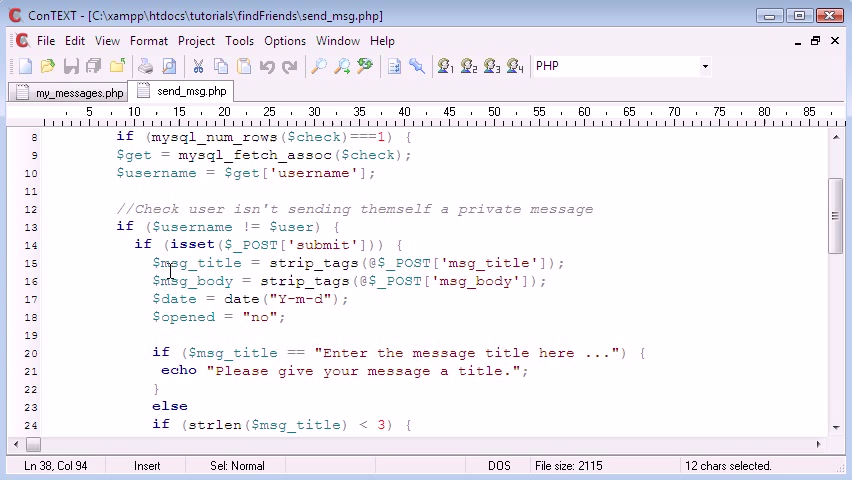 ConTEXT - [C:\xampp\htdocs\tutorials\findFriends\send_msg.php]
File Edit View Format Project Tools Options Window Help
1 2 3 4 PHP
my_messages.php send_msg.php
5 10 15 20 25 30 35 40 45 50 55 60 65 70 75 80 85
8 if (mysql_num_rows($check)===1) {
9 $get = mysql_fetch_assoc($check);
10 $username = $get['username'];
11
12 //Check user isn't sending themself a private message
13 if ($username != $user) {
14 if (isset($_POST['submit'])) {
15 $msg_title = strip_tags(@$_POST['msg_title']);
16 $msg_body = strip_tags(@$_POST['msg_body']);
17 $date = date("Y-m-d");
18 $opened = "no";
19
20 if ($msg_title == "Enter the message title here ...") {
21 echo "Please give your message a title.";
22 }
23 else
24 if (strlen($msg_title) < 3) {
Ln 38, Col 94 Insert Sel: Normal DOS File size: 2115 12 chars selected.